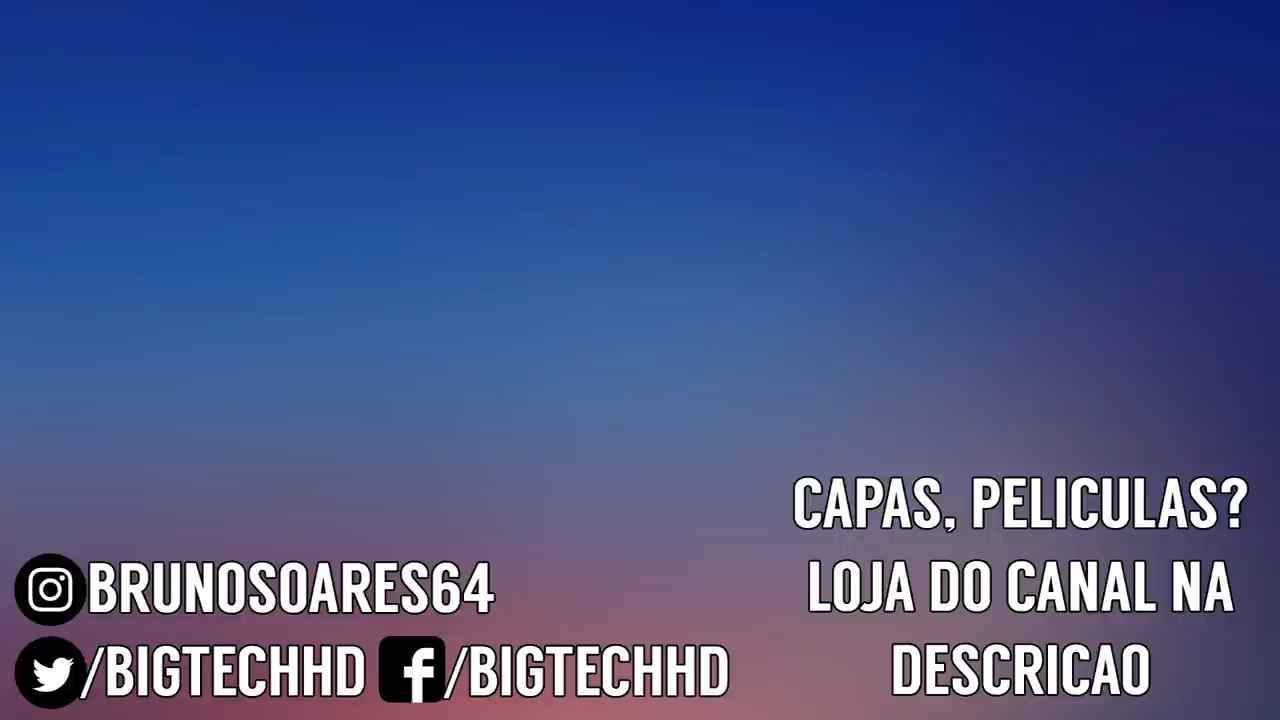 CAPAS, PELICULAS?
LOJA DO CANAL NA
DESCRICAO
BRUNOSOARES64
/BIGTECHHD /BIGTECHHD